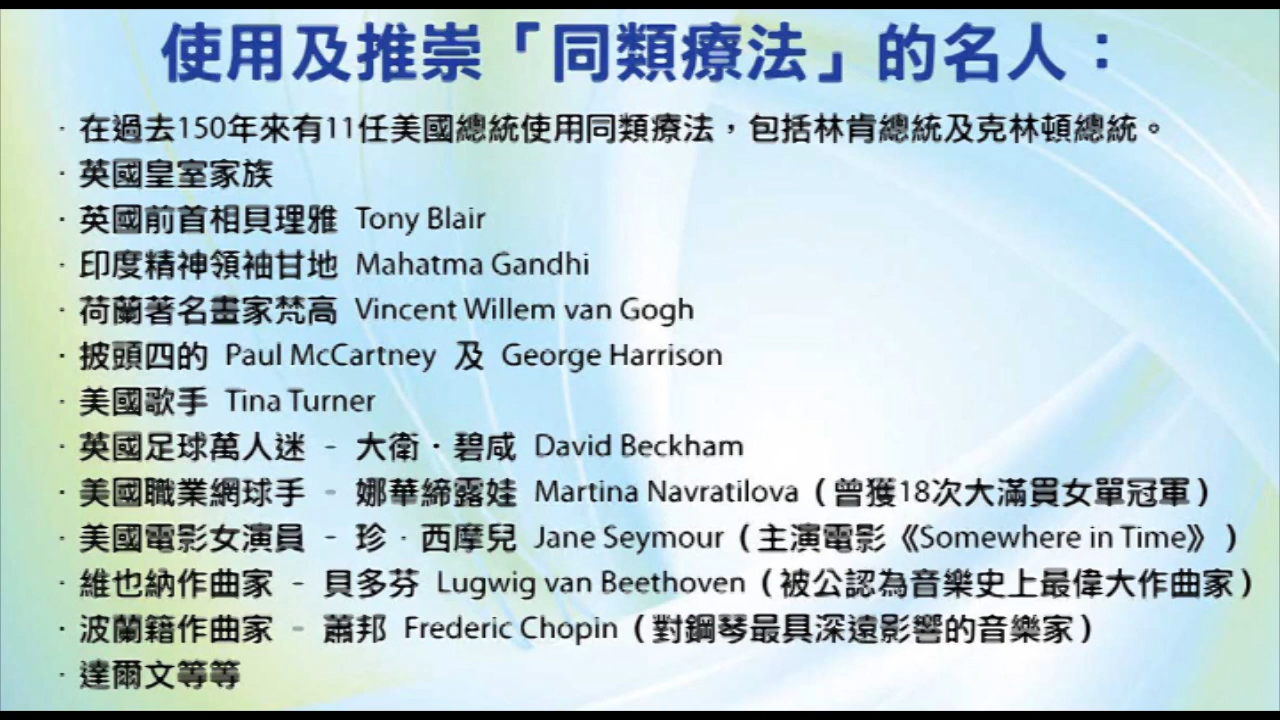 使用及推崇「同類療法」的名人：
· 在過去150年來有11任美國總統使用同類療法，包括林肯總統及克林頓總統。
· 英國皇室家族
· 英國前首相貝理雅 Tony Blair
· 印度精神領袖甘地 Mahatma Gandhi
· 荷蘭著名畫家梵高 Vincent Willem van Gogh
· 披頭四的 Paul McCartney 及 George Harrison
· 美國歌手 Tina Turner
· 英國足球萬人迷 - 大衛·碧咸 David Beckham
· 美國職業網球手 - 娜華締露娃 Martina Navratilova（曾獲18次大滿買女單冠軍）
· 美國電影女演員 - 珍·西摩兒 Jane Seymour（主演電影《Somewhere in Time》）
· 維也納作曲家 - 貝多芬 Lugwig van Beethoven（被公認為音樂史上最偉大作曲家）
· 波蘭籍作曲家 - 蕭邦 Frederic Chopin（對鋼琴最具深遠影響的音樂家）
· 達爾文等等